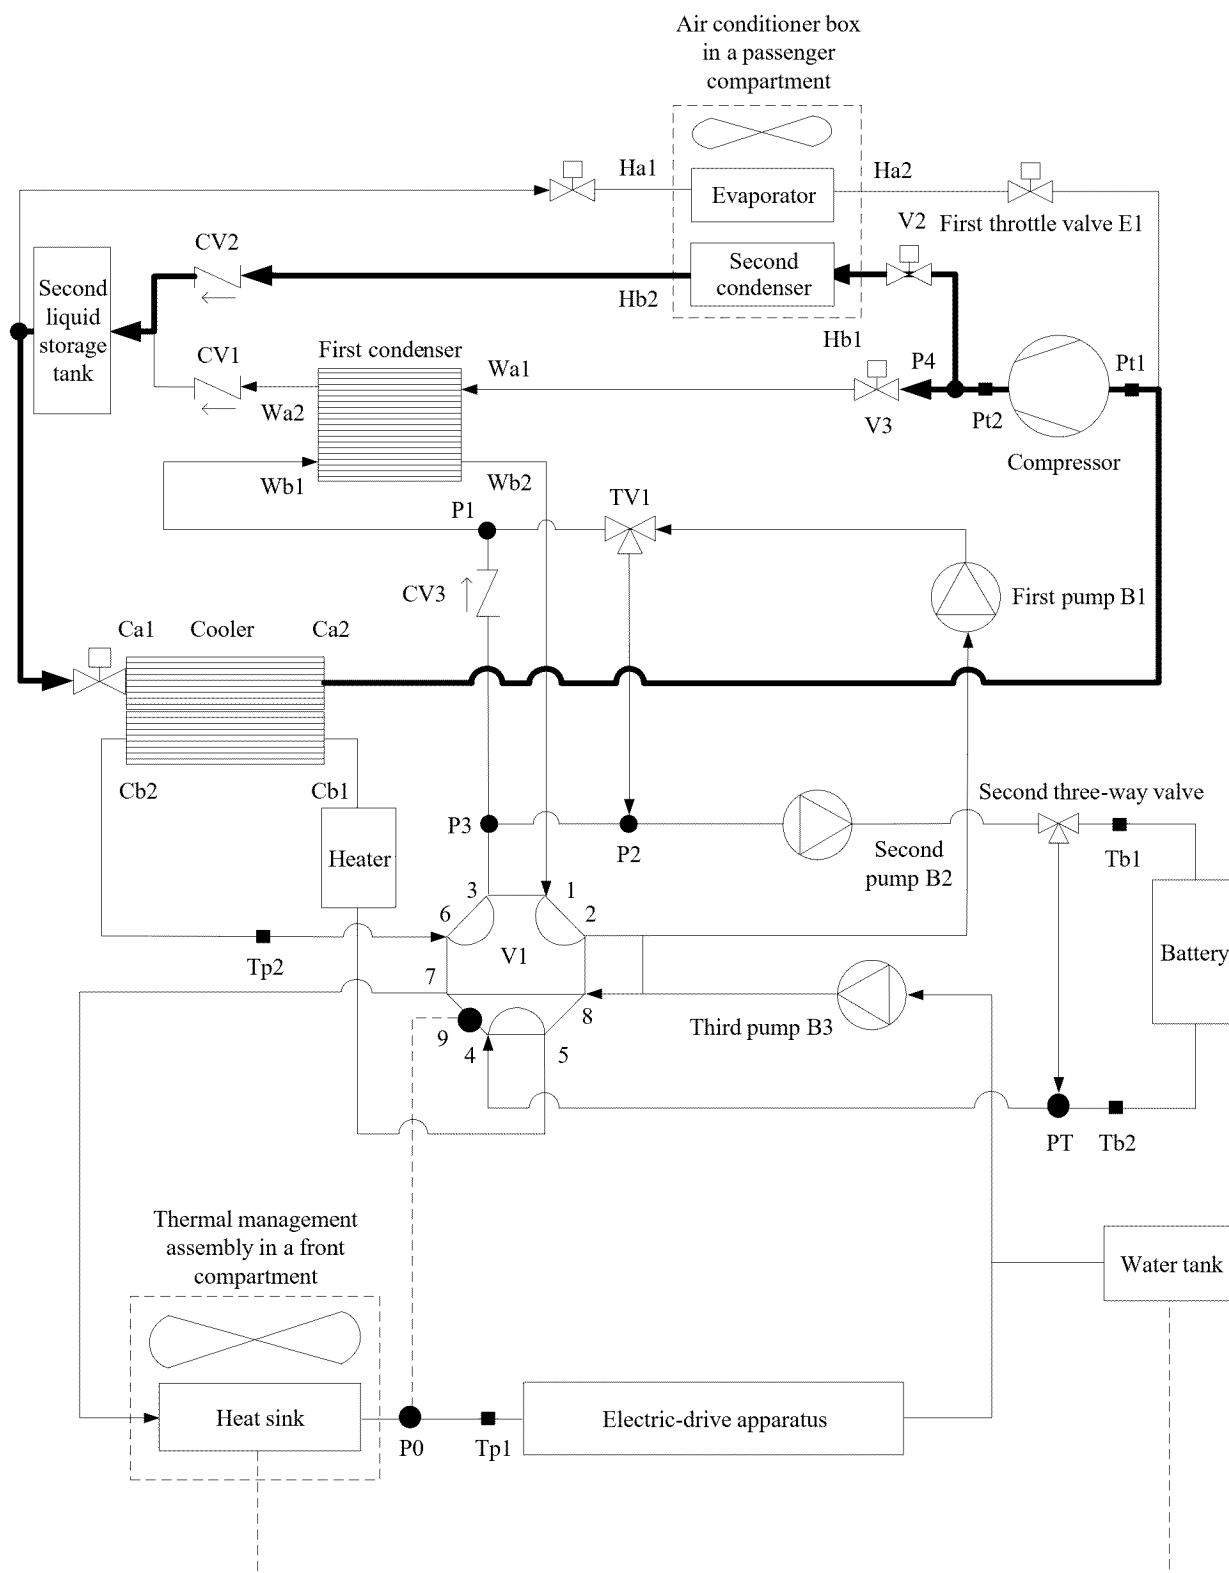 Air conditioner box
in a passenger
compartment
Ha1
Evaporator
Ha2
V2
First throttle valve E1
CV2
Second
liquid
storage
tank
Second
condenser
Hb2
Hb1
CV1
First condenser
Wa1
P4
Pt1
Wa2
V3
Pt2
Compressor
Wb1
Wb2
P1
TV1
CV3
First pump B1
Ca1
Cooler
Ca2
Cb2
Cb1
Second three-way valve
Heater
P3
P2
Second
pump B2
Tb1
3
1
6
2
Battery
V1
Tp2
7
8
Third pump B3
9
4
5
PT
Tb2
Thermal management
assembly in a front
compartment
Water tank
Heat sink
P0
Tp1
Electric-drive apparatus